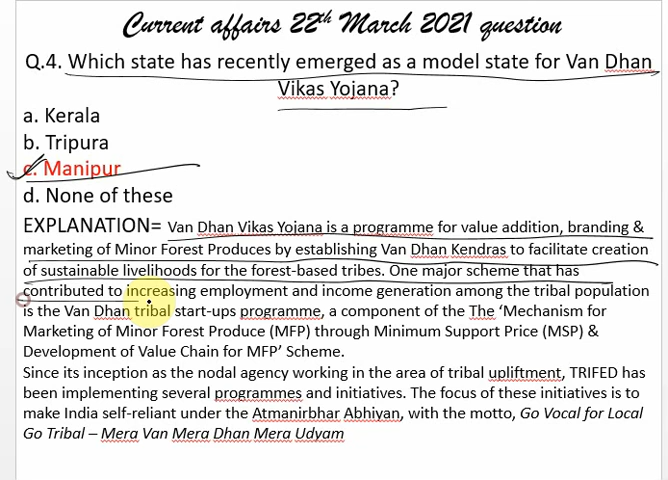 Current affairs 22th March 2021 question
Q.4. Which state has recently emerged as a model state for Van Dhan
Vikas Yojana?
a. Kerala
b. Tripura
c. Manipur
d. None of these
EXPLANATION= Van Dhan Vikas Yojana is a programme for value addition, branding &
marketing of Minor Forest Produces by establishing Van Dhan Kendras to facilitate creation
of sustainable livelihoods for the forest-based tribes. One major scheme that has
contributed to increasing employment and income generation among the tribal population
is the Van Dhan tribal start-ups programme, a component of the The ‘Mechanism for
Marketing of Minor Forest Produce (MFP) through Minimum Support Price (MSP) &
Development of Value Chain for MFP’ Scheme.
Since its inception as the nodal agency working in the area of tribal upliftment, TRIFED has
been implementing several programmes and initiatives. The focus of these initiatives is to
make India self-reliant under the Atmanirbhar Abhiyan, with the motto, Go Vocal for Local
Go Tribal – Mera Van Mera Dhan Mera Udyam